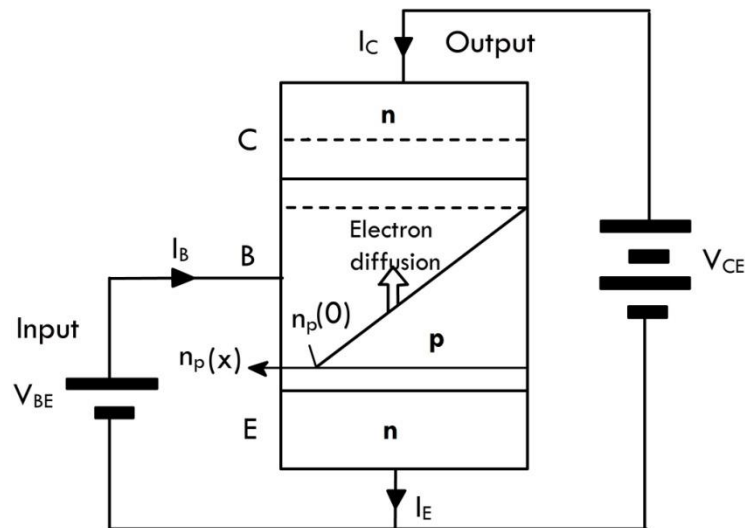 I_C Output
n
C
Electron
diffusion
I_B B
V_CE
n_p(0)
Input
p
n_p(x)
V_BE
E n
I_E